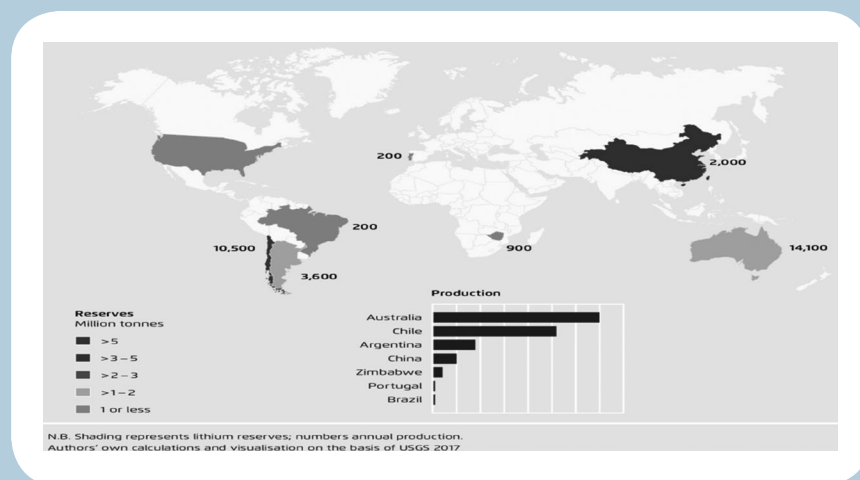 200
2,000
200
10,500
900
14,100
3,600
Production
Reserves
Million tonnes
>5
>3–5
>2–3
>1–2
1 or less
Australia
Chile
Argentina
China
Zimbabwe
Portugal
Brazil
N.B. Shading represents lithium reserves; numbers annual production.
Authors' own calculations and visualisation on the basis of USGS 2017